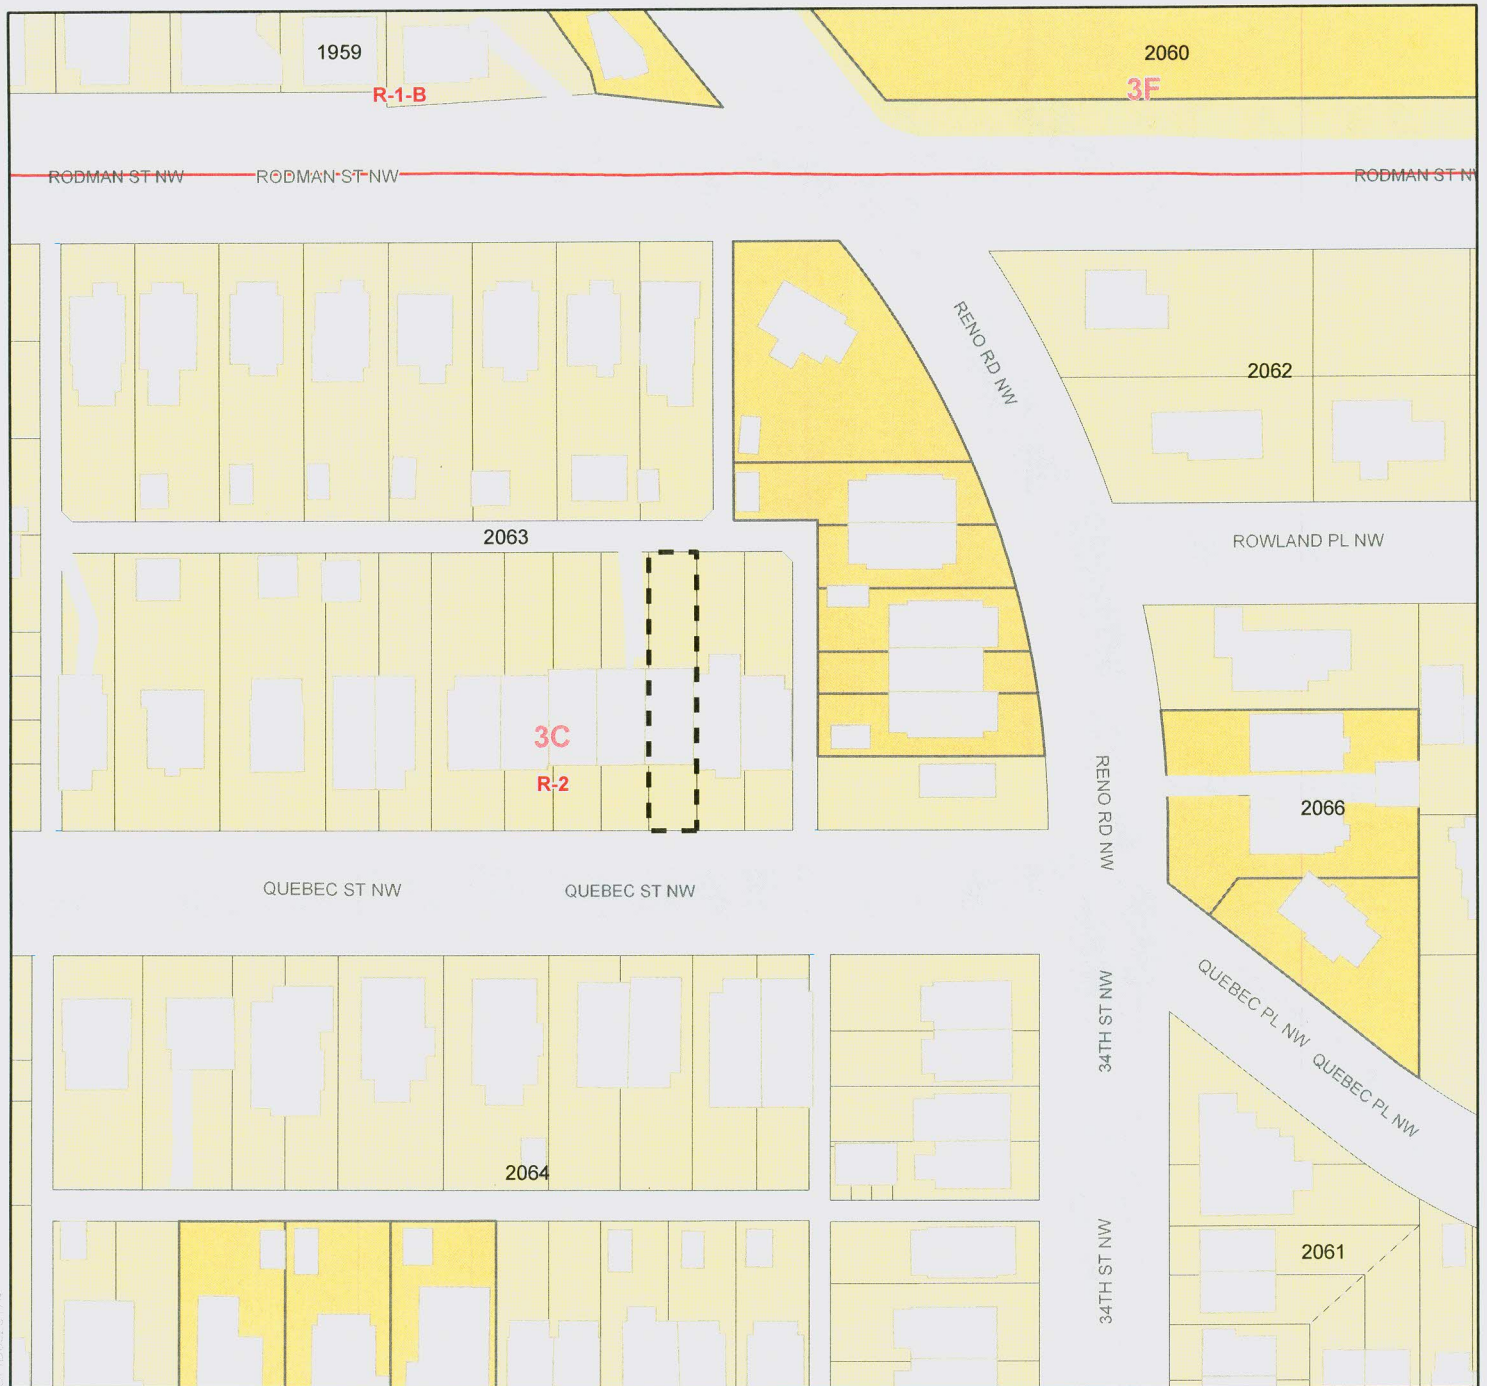 1959
2060
R-1-B
3F
RODMAN ST NW
RODMAN ST NW
RODMAN ST NW
RENO RD NW
2062
2063
ROWLAND PL NW
3C
R-2
RENO RD NW
2066
QUEBEC ST NW
QUEBEC ST NW
34TH ST NW
QUEBEC PL NW
QUEBEC PL NW
2064
34TH ST NW
2061